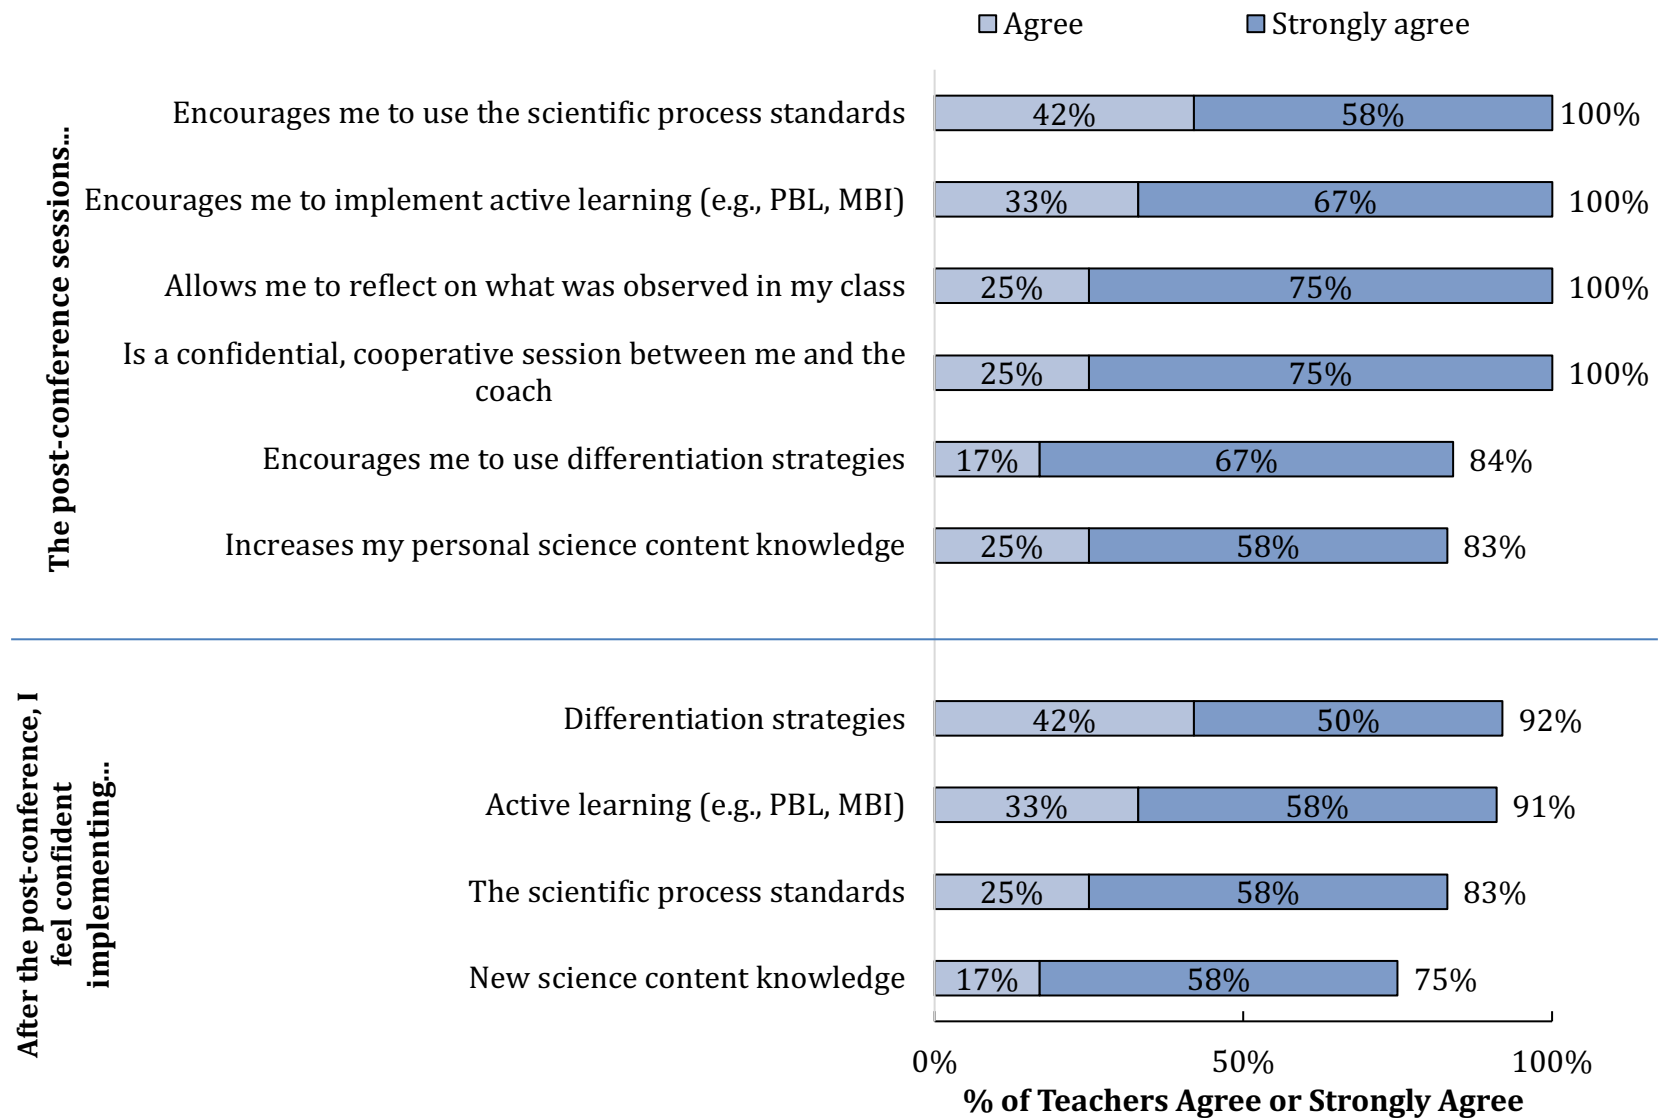 Agree Strongly agree
The post-conference sessions...
Encourages me to use the scientific process standards 42% 58% 100%
Encourages me to implement active learning (e.g., PBL, MBI) 33% 67% 100%
Allows me to reflect on what was observed in my class 25% 75% 100%
Is a confidential, cooperative session between me and the
coach 25% 75% 100%
Encourages me to use differentiation strategies 17% 67% 84%
Increases my personal science content knowledge 25% 58% 83%
After the post-conference, I
feel confident
implementing...
Differentiation strategies 42% 50% 92%
Active learning (e.g., PBL, MBI) 33% 58% 91%
The scientific process standards 25% 58% 83%
New science content knowledge 17% 58% 75%
0% 50% 100%
% of Teachers Agree or Strongly Agree